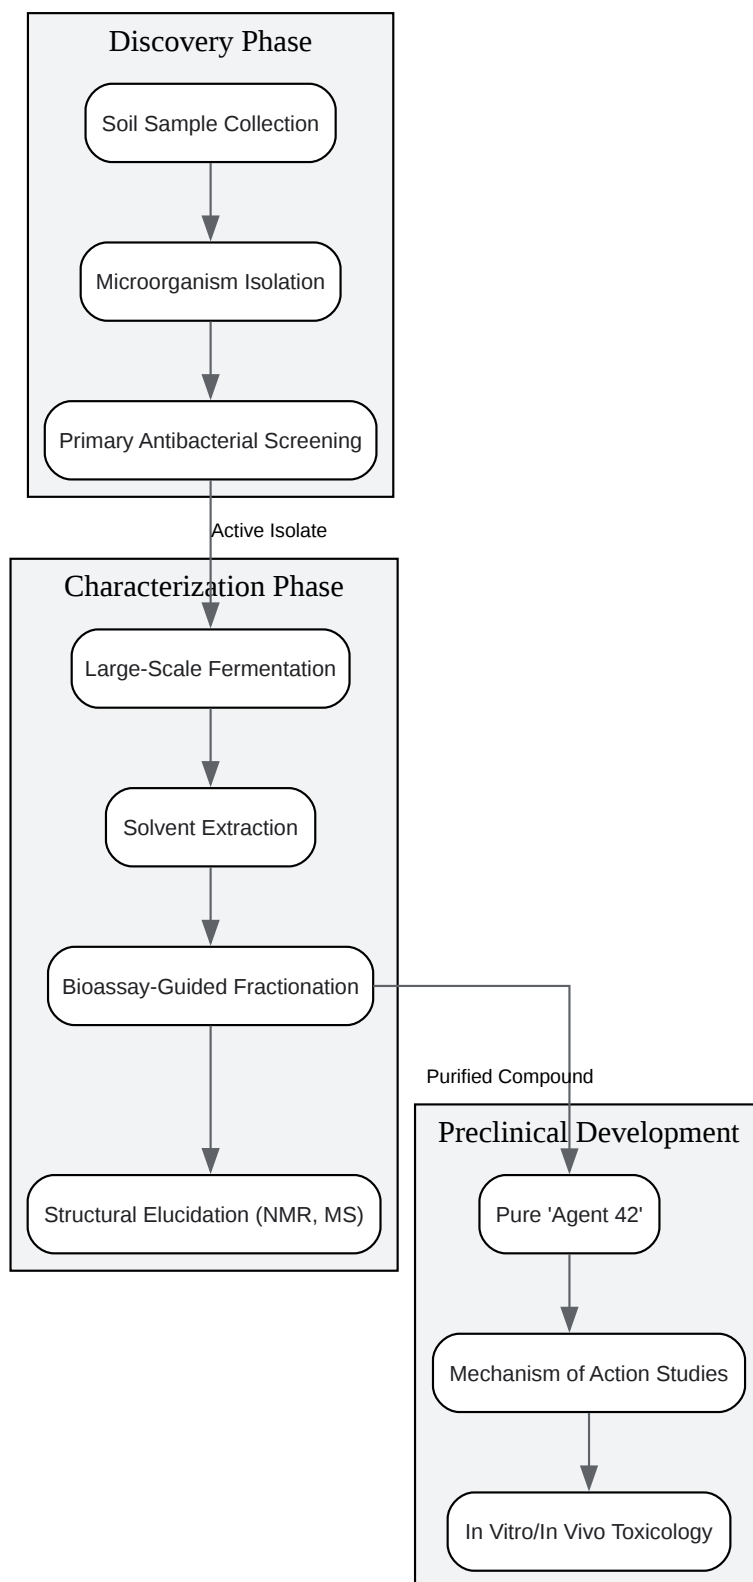 Discovery Phase
Soil Sample Collection
Microorganism Isolation
Primary Antibacterial Screening
Active Isolate
Characterization Phase
Large-Scale Fermentation
Solvent Extraction
Bioassay-Guided Fractionation
Purified Compound
Preclinical Development
Structural Elucidation (NMR, MS)
Pure 'Agent 42'
Mechanism of Action Studies
In Vitro/In Vivo Toxicology